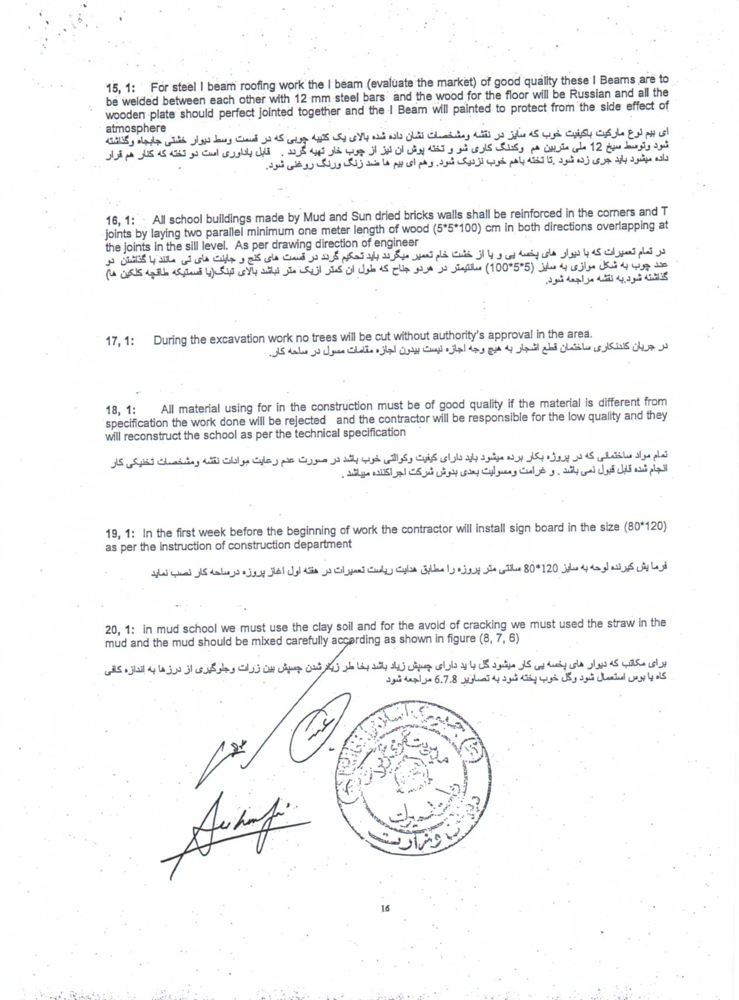 15, 1: For steel I beam roofing work the I beam (evaluate the market) of good quality these I Beams are to
be welded between each other with 12 mm steel bars and the wood for the floor will be Russian and all the
wooden plate should perfect jointed together and the I Beam will painted to protect from the side effect of
atmosphere
ای بیم نوع مارکیت باکیفیت خوب که سایز در نقشه ومشخصات نشان داده شده بالای یک کتیبه چوبی که در قسمت وسط دیوار خشتی جابجاه وگذاشته
شود وتوسط سیخ 12 ملی متربین هم وکدنگ کاری شو و تخته پوش ان نیز از چوب خار تهیه گردد . قابل یاداوری است دو تخته که کنار هم قرار
داده میشود باید جری زده شود .تا تخته باهم خوب نزدیک شود. وهم ای بیم ها ضد زنگ ورنگ روغنی شود.
16, 1: All school buildings made by Mud and Sun dried bricks walls shall be reinforced in the corners and T
joints by laying two parallel minimum one meter length of wood (5*5*100) cm in both directions overlapping at
the joints in the sill level. As per drawing direction of engineer
در تمام تعمیرات که با دیوار های پخسه یی و یا از خشت خام تعمیر میگردد باید تحکیم گردد در قسمت های کنج و جاینت های تی مانند با گذاشتن دو
عدد چوب به شکل موازی به سایز (5*5*100) سانتیمتر در هردو جناح که طول ان کمتر ازیک متر نباشد بالای تبنگ(یا قسمتیکه طاقچه کلکین ها)
گذاشته شود.به نقشه مراجعه شود.
17, 1: During the excavation work no trees will be cut without authority's approval in the area.
در جریان کندنکاری ساختمان قطع اشجار به هیچ وجه اجازه نیست بیدون اجازه مقامات مسول در ساحه کار.
18, 1: All material using for in the construction must be of good quality if the material is different from
specification the work done will be rejected and the contractor will be responsible for the low quality and they
will reconstruct the school as per the technical specification
تمام مواد ساختمانی که در پروژه بکار برده میشود باید دارای کیفیت وکوالتی خوب باشد در صورت عدم رعایت موادات نقشه ومشخصات تخنیکی کار
انجام شده قابل قبول نمی باشد . و غرامت ومسولیت بعدی بدوش شرکت اجراکننده میباشد .
19, 1: In the first week before the beginning of work the contractor will install sign board in the size (80*120)
as per the instruction of construction department
فرما یش گیرنده لوحه به سایز 120*80 سانتی متر پروزه را مطابق هدایت ریاست تعمیرات در هفته اول اغاز پروزه درساحه کار نصب نماید
20, 1: in mud school we must use the clay soil and for the avoid of cracking we must used the straw in the
mud and the mud should be mixed carefully according as shown in figure (8, 7, 6)
برای مکاتب که دیوار های پخسه یی کار میشود گل با ید دارای چسپش زیاد باشد بخا طر زیاد شدن چسپش بین زرات وجلوگیری از درزها به اندازه کافی
کاه یا بوس استعمال شود وگل خوب پخته شود به تصاویر 6.7.8 مراجعه شود
16